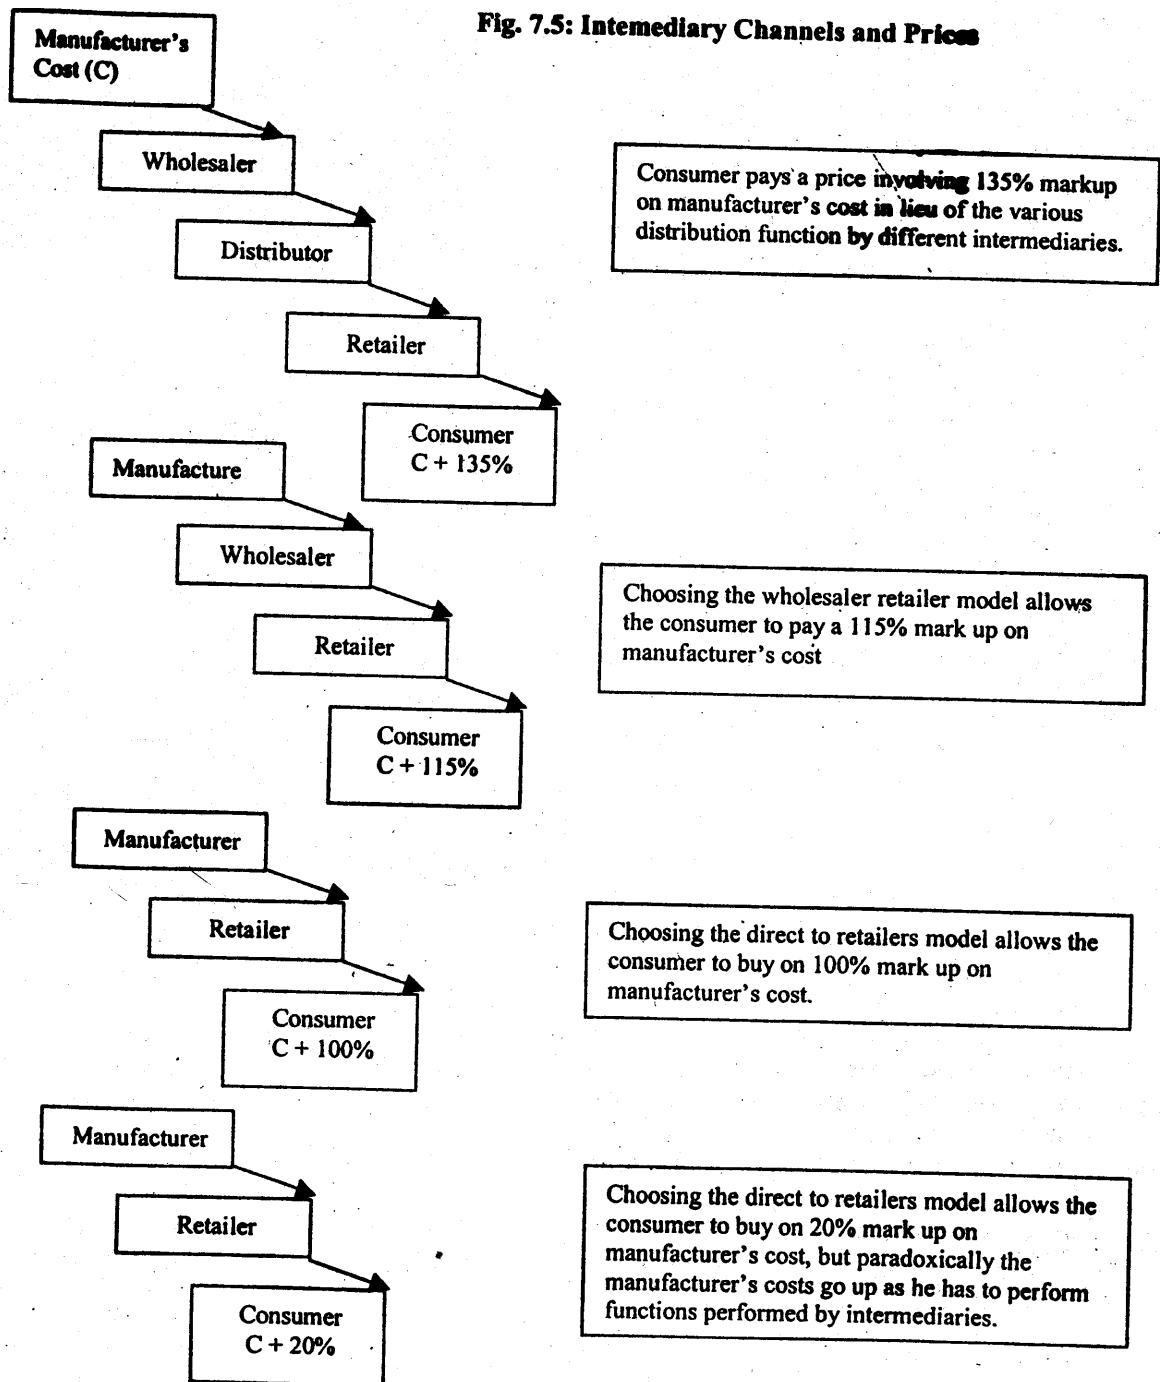 Fig. 7.5: Intemediary Channels and Prices
Manufacturer's
Cost (C)
Wholesaler
Distributor
Retailer
Consumer
C + 135%
Consumer pays a price involving 135% markup
on manufacturer's cost in lieu of the various
distribution function by different intermediaries.
Manufacture
Wholesaler
Retailer
Consumer
C + 115%
Choosing the wholesaler retailer model allows
the consumer to pay a 115% mark up on
manufacturer's cost
Manufacturer
Retailer
Consumer
C + 100%
Choosing the direct to retailers model allows the
consumer to buy on 100% mark up on
manufacturer's cost.
Manufacturer
Retailer
Consumer
C + 20%
Choosing the direct to retailers model allows the
consumer to buy on 20% mark up on
manufacturer's cost, but paradoxically the
manufacturer's costs go up as he has to perform
functions performed by intermediaries.